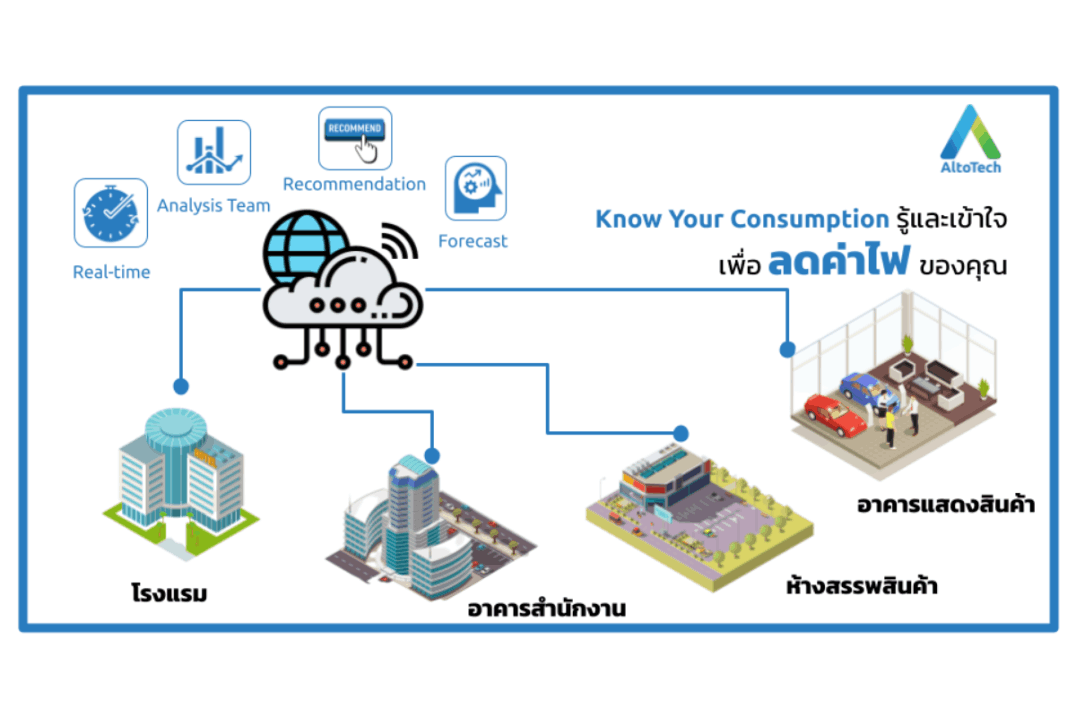 RECOMMEND
Recommendation
Analysis Team
Forecast
Real-time
AltoTech
Know Your Consumption รู้และเข้าใจ
เพื่อ ลดค่าไฟ ของคุณ
อาคารแสดงสินค้า
ห้างสรรพสินค้า
โรงแรม
อาคารสำนักงาน